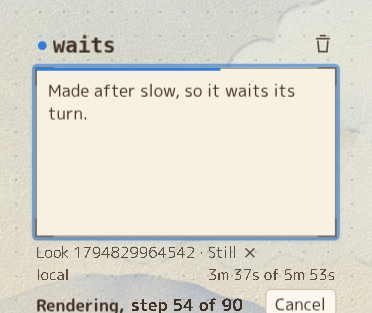 waits
Made after slow, so it waits its
turn.
Look 1794829964542 · Still ×
local 3m 37s of 5m 53s
Rendering, step 54 of 90 Cancel